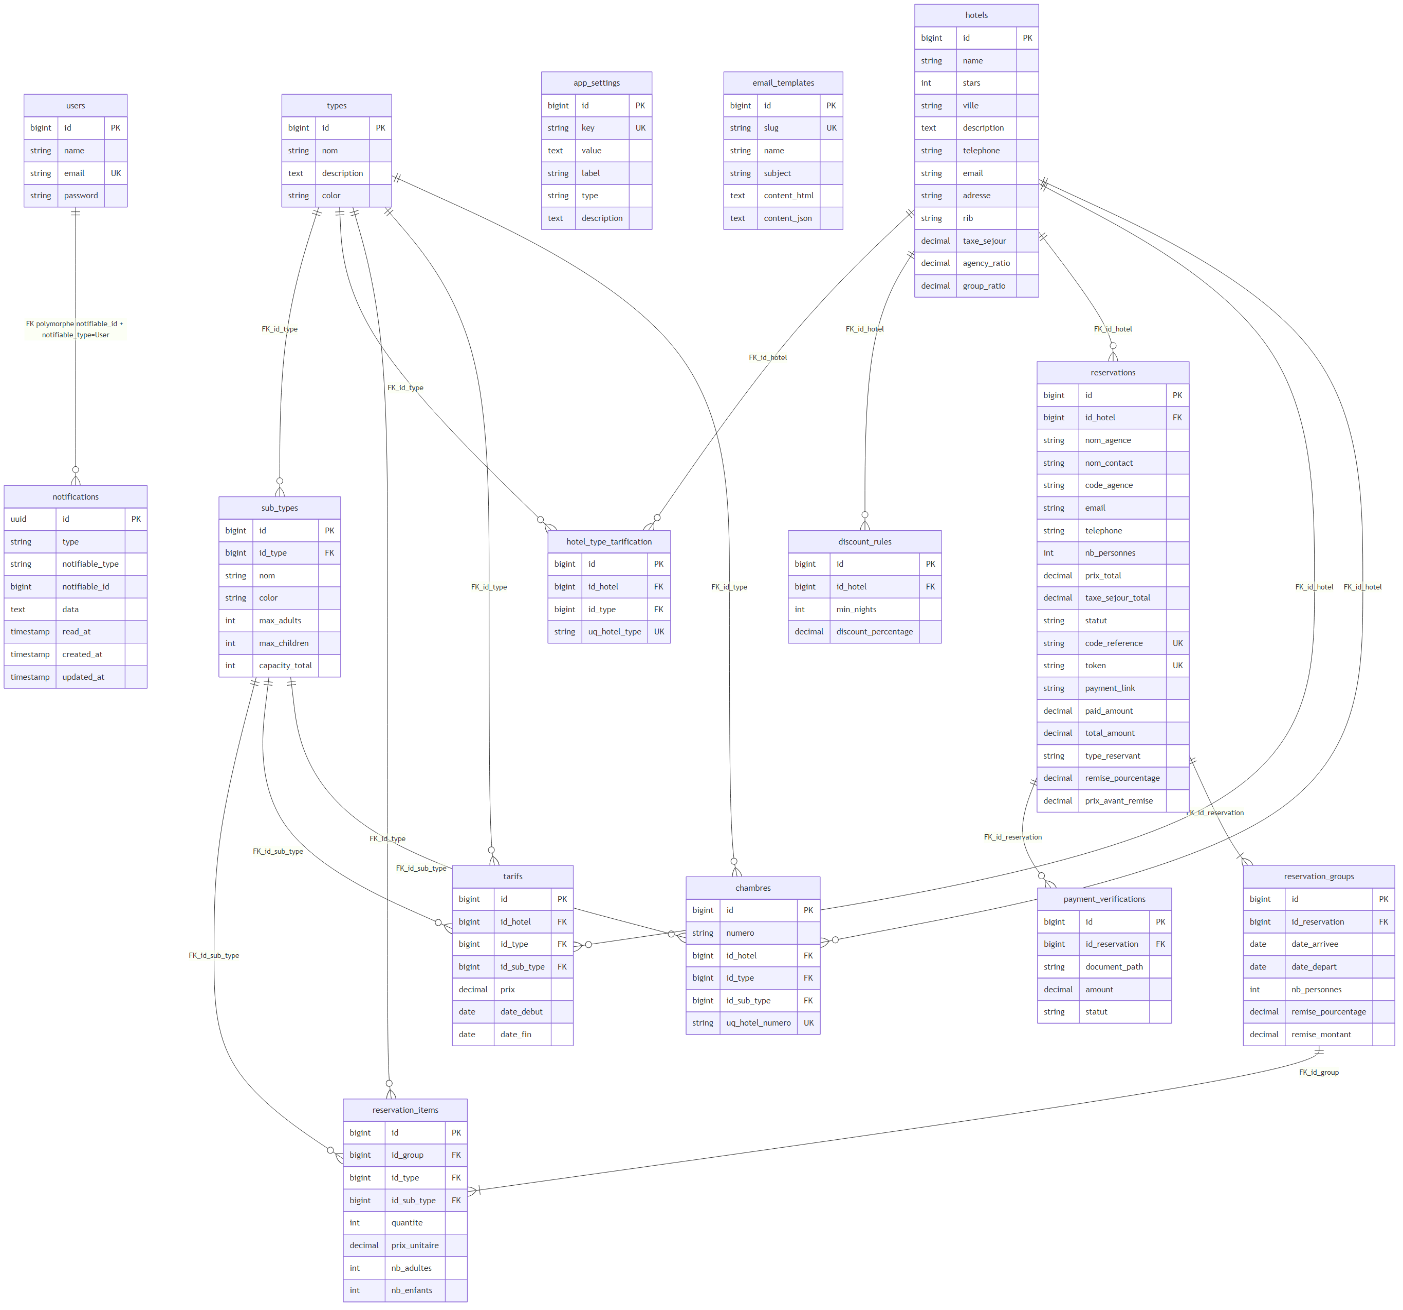 hotels
bigint id PK
string name
int stars
string ville
text description
string telephone
string email
string adresse
string rib
decimal taxe_sejour
decimal agency_ratio
decimal group_ratio
app_settings
bigint id PK
string key UK
text value
string label
string type
text description
email_templates
bigint id PK
string slug UK
string name
string subject
text content_html
text content_json
users
bigint id PK
string name
string email UK
string password
types
bigint id PK
string nom
text description
string color
FK polymorphe notifiable_id +
notifiable_type=User
FK_id_type
FK_id_type
FK_id_hotel
FK_id_hotel
FK_id_hotel
reservations
bigint id PK
bigint id_hotel FK
string nom_agence
string nom_contact
string code_agence
string email
string telephone
int nb_personnes
decimal prix_total
decimal taxe_sejour_total
string statut
string code_reference UK
string token UK
string payment_link
decimal paid_amount
decimal total_amount
string type_reservant
decimal remise_pourcentage
decimal prix_avant_remise
notifications
uuid id PK
string type
string notifiable_type
bigint notifiable_id
text data
timestamp read_at
timestamp created_at
timestamp updated_at
sub_types
bigint id PK
bigint id_type FK
string nom
string color
int max_adults
int max_children
int capacity_total
FK_id_type
hotel_type_tarification
bigint id PK
bigint id_hotel FK
bigint id_type FK
string uq_hotel_type UK
FK_id_type
discount_rules
bigint id PK
bigint id_hotel FK
int min_nights
decimal discount_percentage
FK_id_hotel
FK_id_hotel
FK_id_sub_type
FK_id_type
FK_id_sub_type
FK_id_reservation
FK_id_reservation
FK_id_sub_type
tarifs
bigint id PK
bigint id_hotel FK
bigint id_type FK
bigint id_sub_type FK
decimal prix
date date_debut
date date_fin
chambres
bigint id PK
string numero
bigint id_hotel FK
bigint id_type FK
bigint id_sub_type FK
string uq_hotel_numero UK
payment_verifications
bigint id PK
bigint id_reservation FK
string document_path
decimal amount
string statut
reservation_groups
bigint id PK
bigint id_reservation FK
date date_arrivee
date date_depart
int nb_personnes
decimal remise_pourcentage
decimal remise_montant
FK_id_group
reservation_items
bigint id PK
bigint id_group FK
bigint id_type FK
bigint id_sub_type FK
int quantite
decimal prix_unitaire
int nb_adultes
int nb_enfants